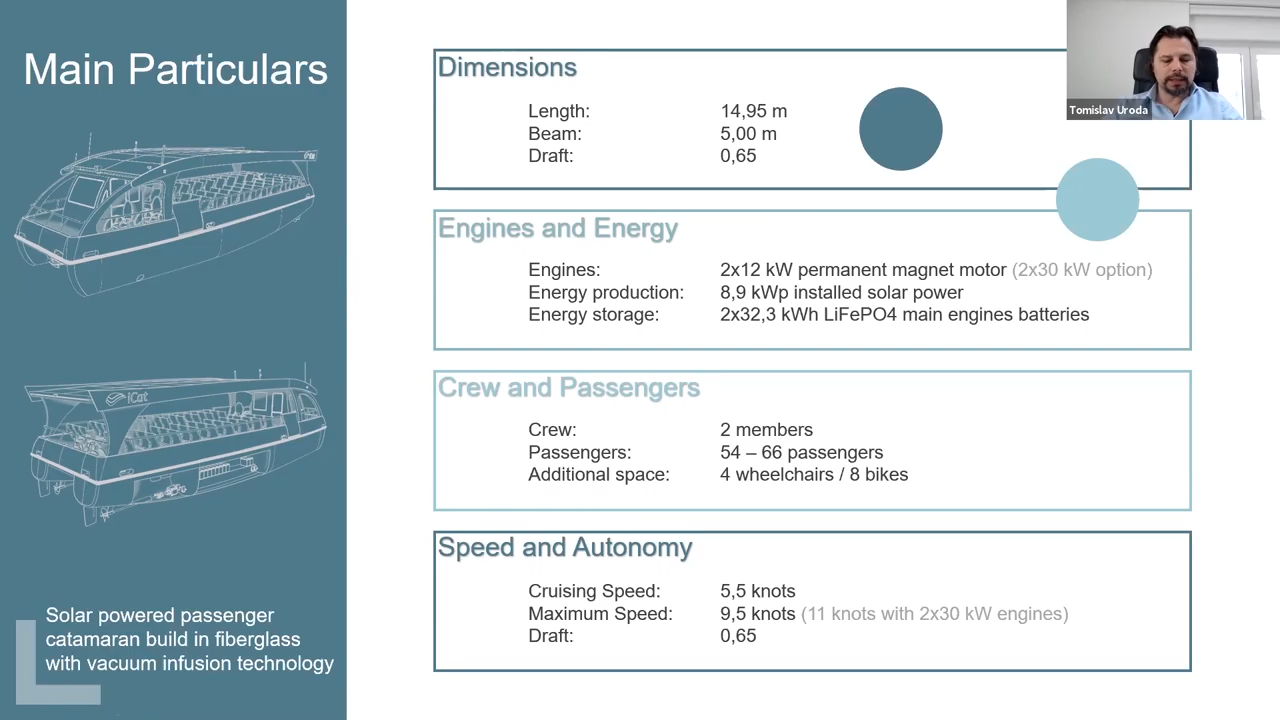 Main Particulars
iCat
Solar powered passenger
catamaran build in fiberglass
with vacuum infusion technology
Dimensions
Length: 14,95 m
Beam: 5,00 m
Draft: 0,65
Engines and Energy
Engines: 2x12 kW permanent magnet motor (2x30 kW option)
Energy production: 8,9 kWp installed solar power
Energy storage: 2x32,3 kWh LiFePO4 main engines batteries
Crew and Passengers
Crew: 2 members
Passengers: 54 – 66 passengers
Additional space: 4 wheelchairs / 8 bikes
Speed and Autonomy
Cruising Speed: 5,5 knots
Maximum Speed: 9,5 knots (11 knots with 2x30 kW engines)
Draft: 0,65
Tomislav Uroda